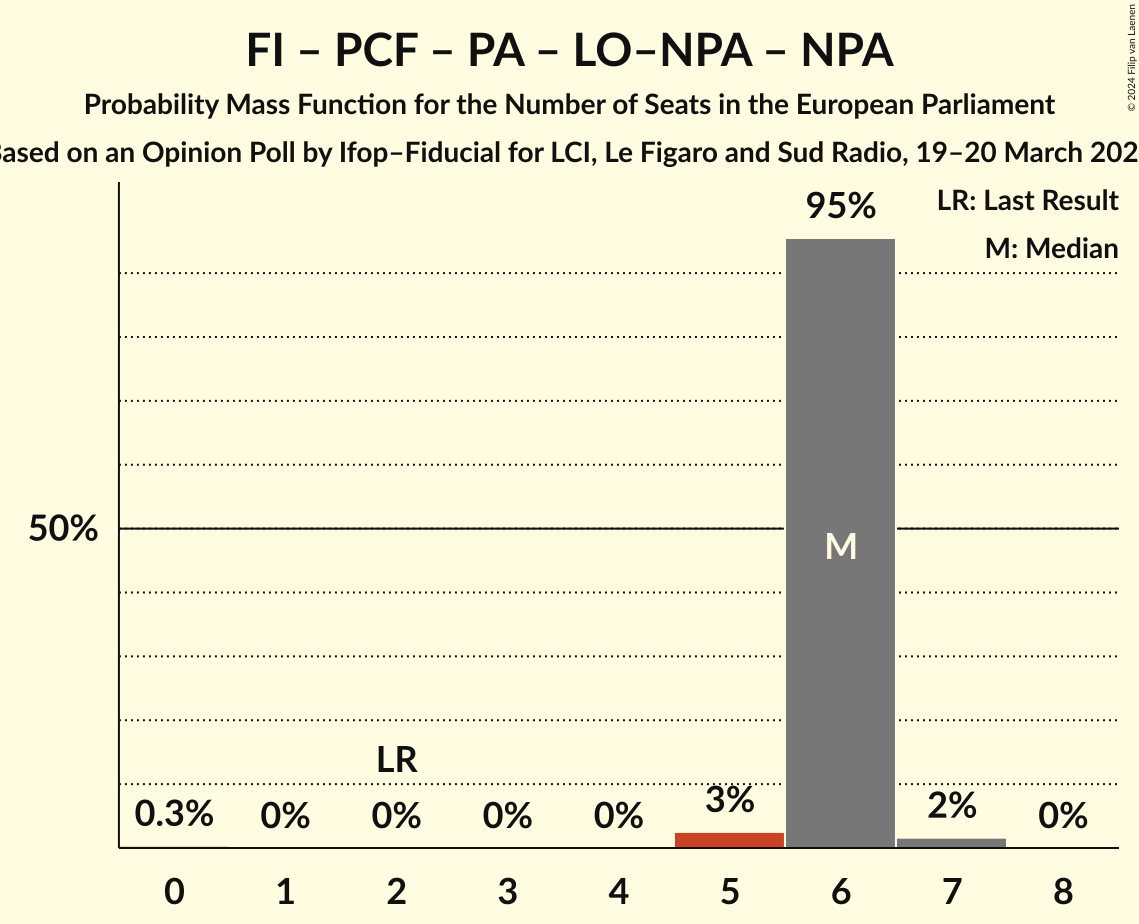 FI – PCF – PA – LO–NPA – NPA
Probability Mass Function for the Number of Seats in the European Parliament
on an Opinion Poll by Ifop–Fiducial for LCI, Le Figaro and Sud Radio, 19–20 March
© 2024 Filip van Laenen
LR: Last Result
M: Median
95%
50%
M
LR
0.3% 0% 0% 0% 0% 3% 2% 0%
0 1 2 3 4 5 6 7 8